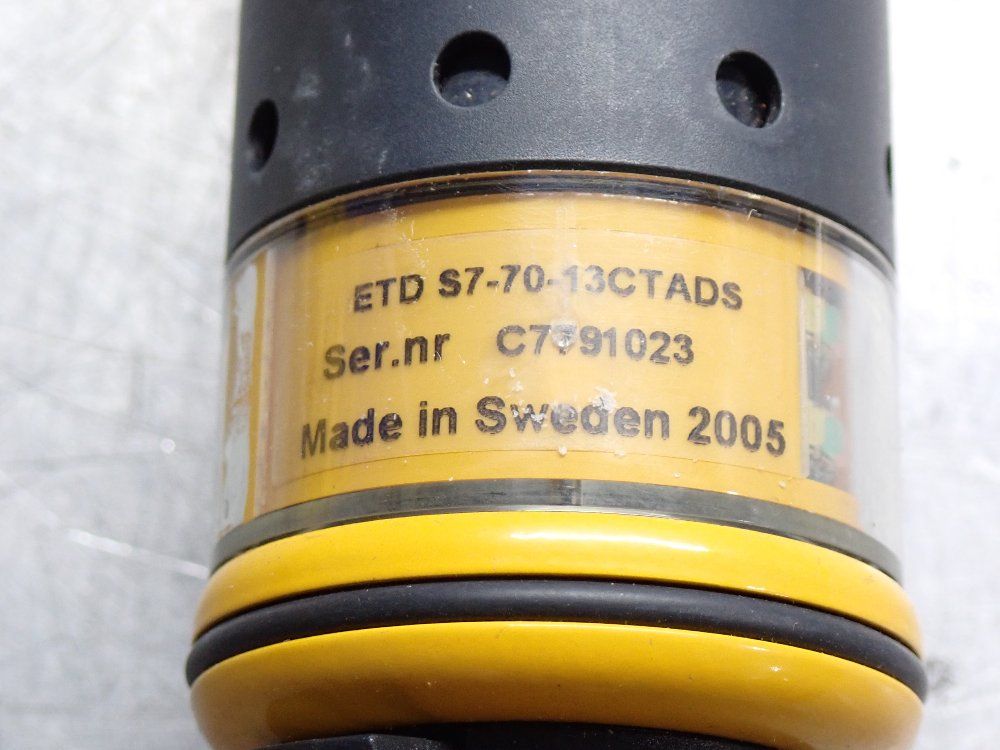 ETD S7-70-13CTADS
Ser.nr C7791023
Made in Sweden 2005